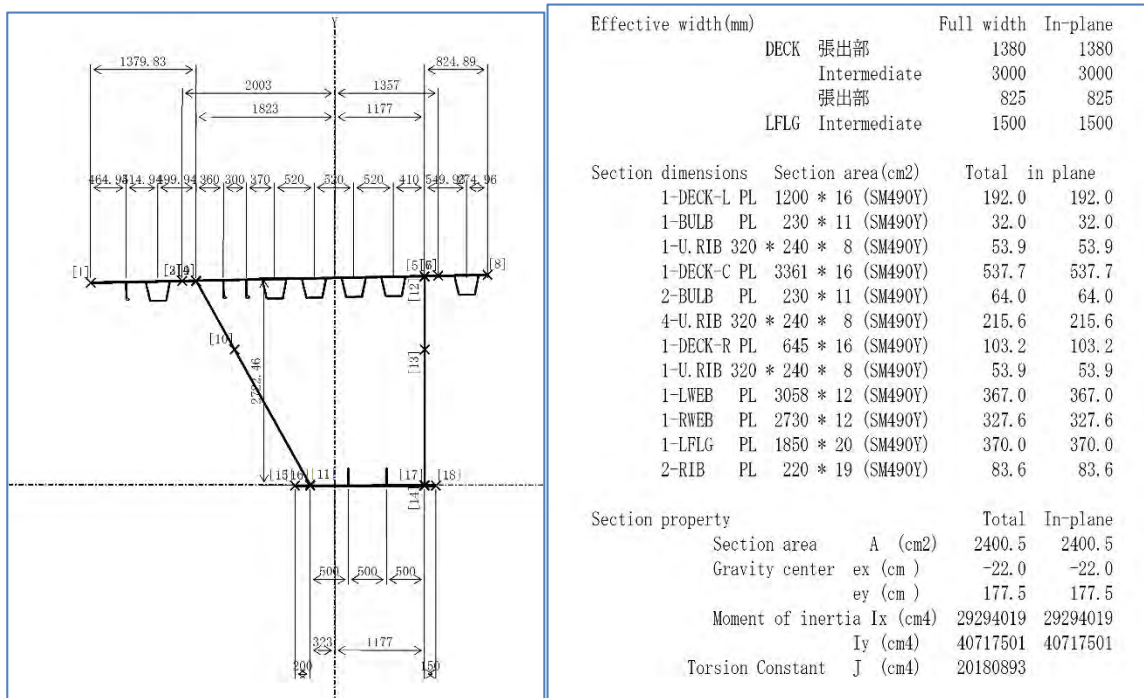 Y
1379.83
824.89
2003
1357
1823
1177
499.94
360
300
370
520
520
520
410
[1]
[8]
[12]
[10]
[13]
[15]
[17]
[18]
[14]
500
500
500
323
1177
200
150
Effective width(mm) Full width In-plane
DECK 張出部 1380 1380
Intermediate 3000 3000
張出部 825 825
LFLG Intermediate 1500 1500
Section dimensions Section area(cm2) Total in plane
1-DECK-L PL 1200 * 16 (SM490Y) 192.0 192.0
1-BULB PL 230 * 11 (SM490Y) 32.0 32.0
1-U.RIB 320 * 240 * 8 (SM490Y) 53.9 53.9
1-DECK-C PL 3361 * 16 (SM490Y) 537.7 537.7
2-BULB PL 230 * 11 (SM490Y) 64.0 64.0
4-U.RIB 320 * 240 * 8 (SM490Y) 215.6 215.6
1-DECK-R PL 645 * 16 (SM490Y) 103.2 103.2
1-U.RIB 320 * 240 * 8 (SM490Y) 53.9 53.9
1-LWEB PL 3058 * 12 (SM490Y) 367.0 367.0
1-RWEB PL 2730 * 12 (SM490Y) 327.6 327.6
1-LFLG PL 1850 * 20 (SM490Y) 370.0 370.0
2-RIB PL 220 * 19 (SM490Y) 83.6 83.6
Section property Total In-plane
Section area A (cm2) 2400.5 2400.5
Gravity center ex (cm ) -22.0 -22.0
ey (cm ) 177.5 177.5
Moment of inertia Ix (cm4) 29294019 29294019
Iy (cm4) 40717501 40717501
Torsion Constant J (cm4) 20180893